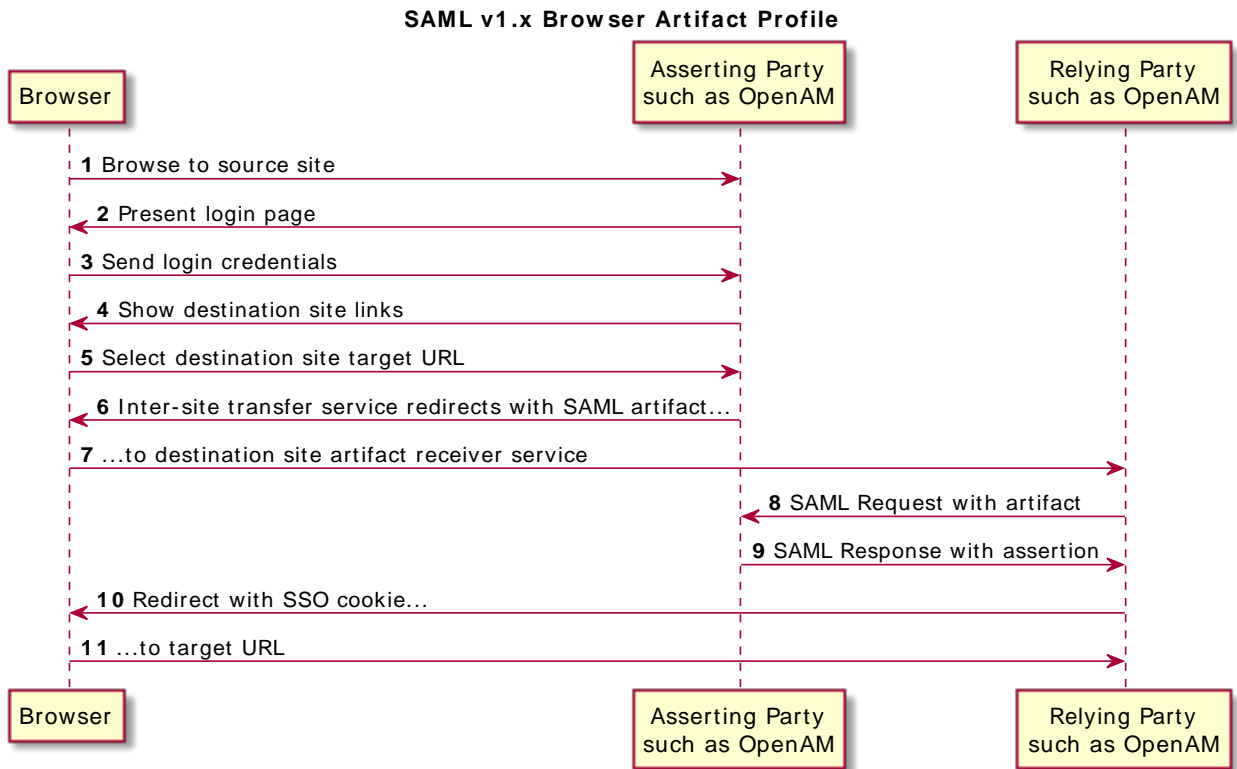 SAML v1.x Browser Artifact Profile
Browser
Asserting Party
such as OpenAM
Relying Party
such as OpenAM
1 Browse to source site
2 Present login page
3 Send login credentials
4 Show destination site links
5 Select destination site target URL
6 Inter-site transfer service redirects with SAML artifact...
7 ...to destination site artifact receiver service
8 SAML Request with artifact
9 SAML Response with assertion
10 Redirect with SSO cookie...
11 ...to target URL
Browser
Asserting Party
such as OpenAM
Relying Party
such as OpenAM